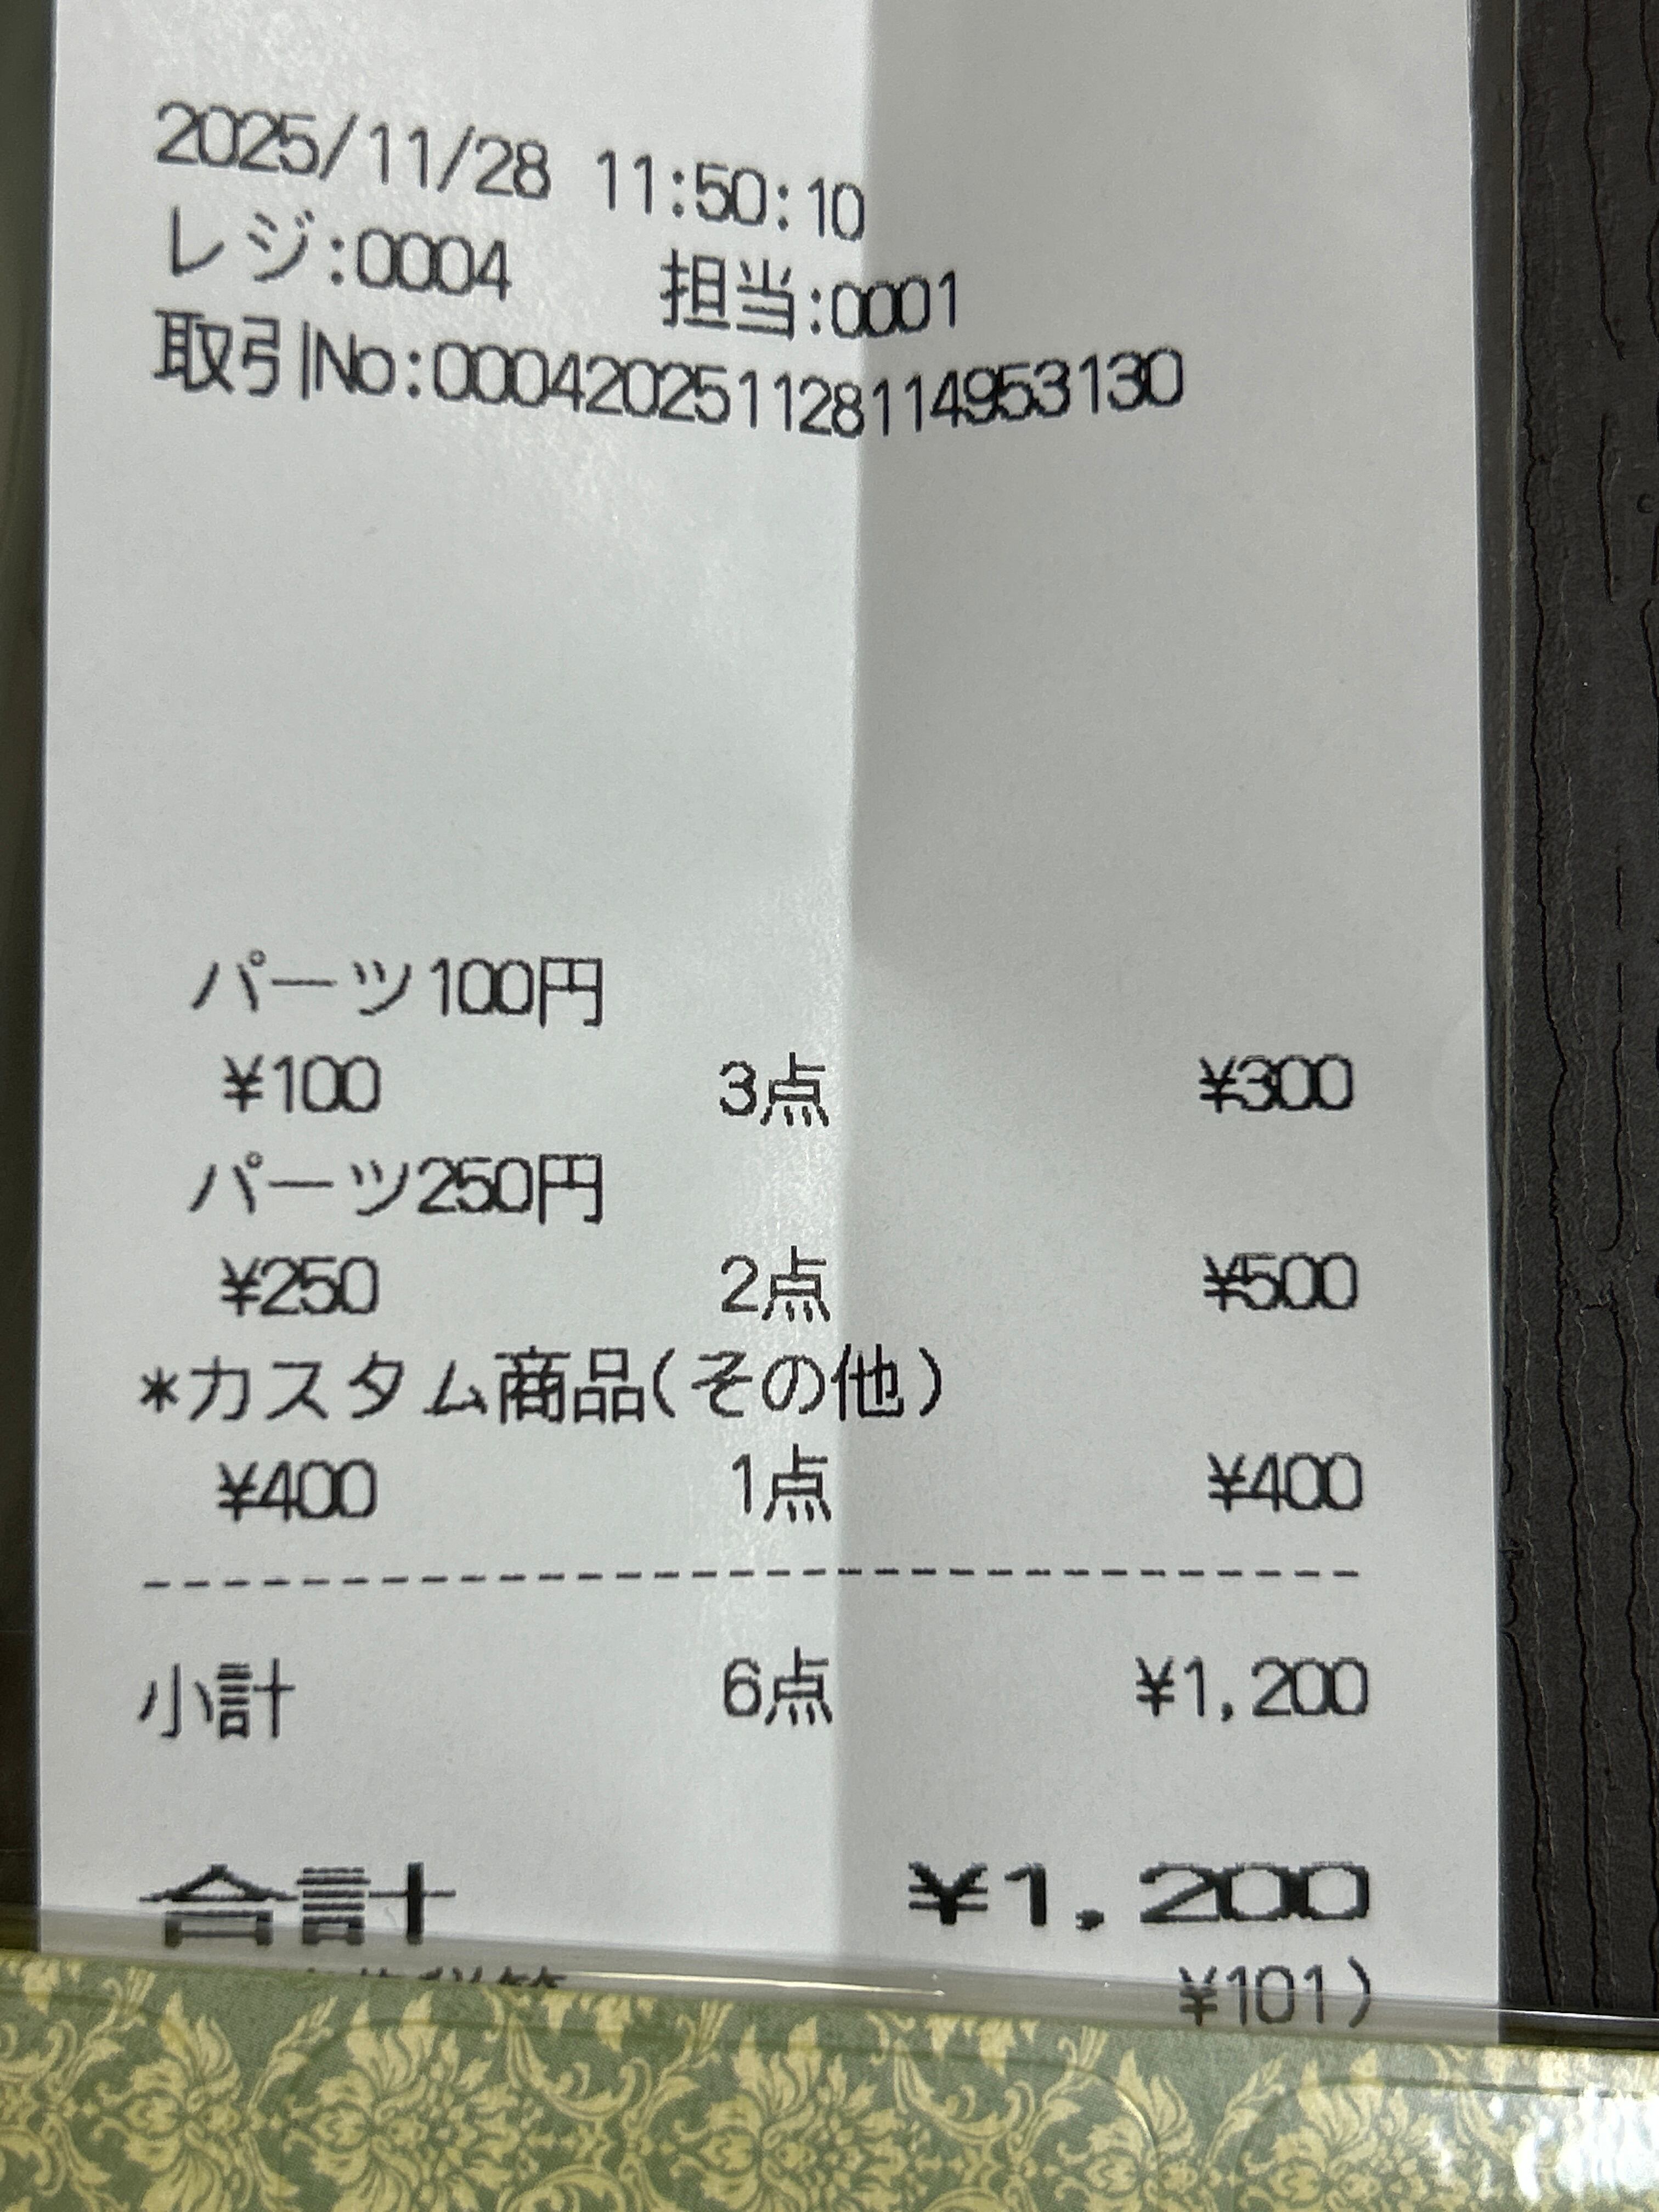 2025/11/28 11:50:10
レジ:0004 担当:0001
取引No:00042025112811495​3130
パーツ100円
¥100 3点 ¥300
パーツ250円
¥250 2点 ¥500
*カスタム商品(その他)
¥400 1点 ¥400
--------------------------------
小計 6点 ¥1,200
合計 ¥1,200
¥101)